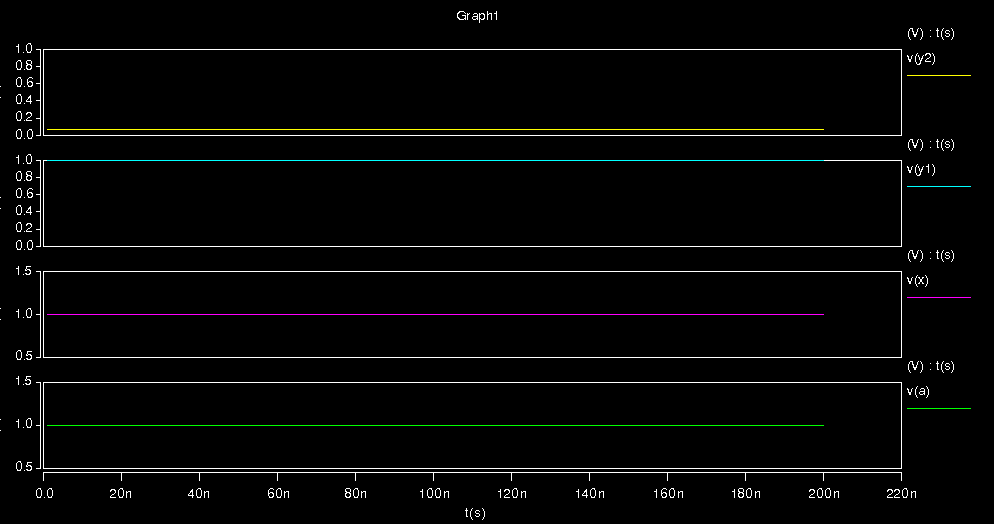 Graph1
(V) : t(s)
v(y2)
1.0
0.8
0.6
0.4
0.2
0.0
(V) : t(s)
v(y1)
1.0
0.8
0.6
0.4
0.2
0.0
(V) : t(s)
v(x)
1.5
1.0
0.5
(V) : t(s)
v(a)
1.5
1.0
0.5
0.0 20n 40n 60n 80n 100n 120n 140n 160n 180n 200n 220n
t(s)